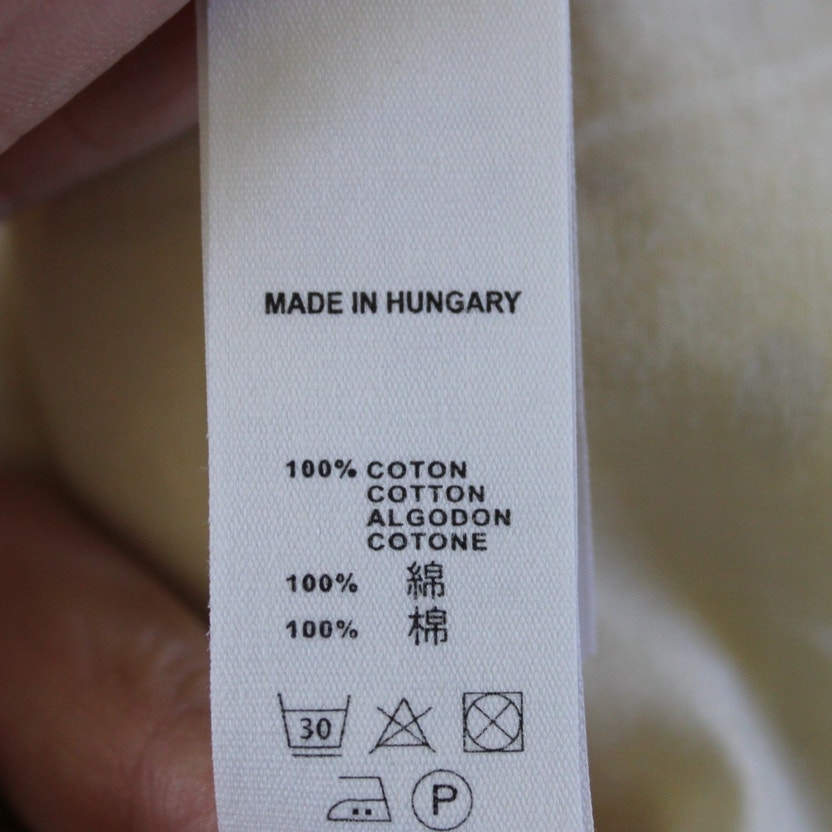 MADE IN HUNGARY
100% COTON
COTTON
ALGODON
COTONE
100% 綿
100% 棉
30
P